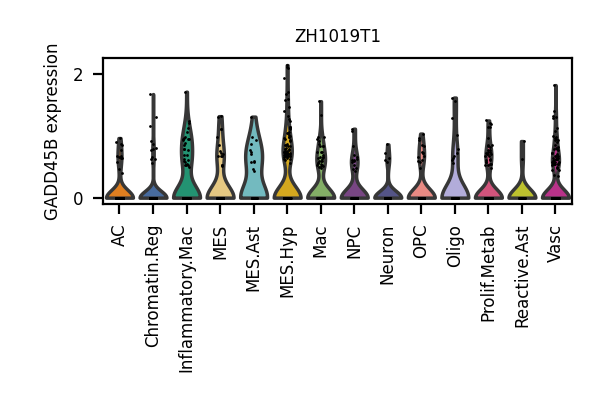 ZH1019T1
GADD45B expression
2
0
AC
Chromatin.Reg
Inflammatory.Mac
MES
MES.Ast
MES.Hyp
Mac
NPC
Neuron
OPC
Oligo
Prolif.Metab
Reactive.Ast
Vasc